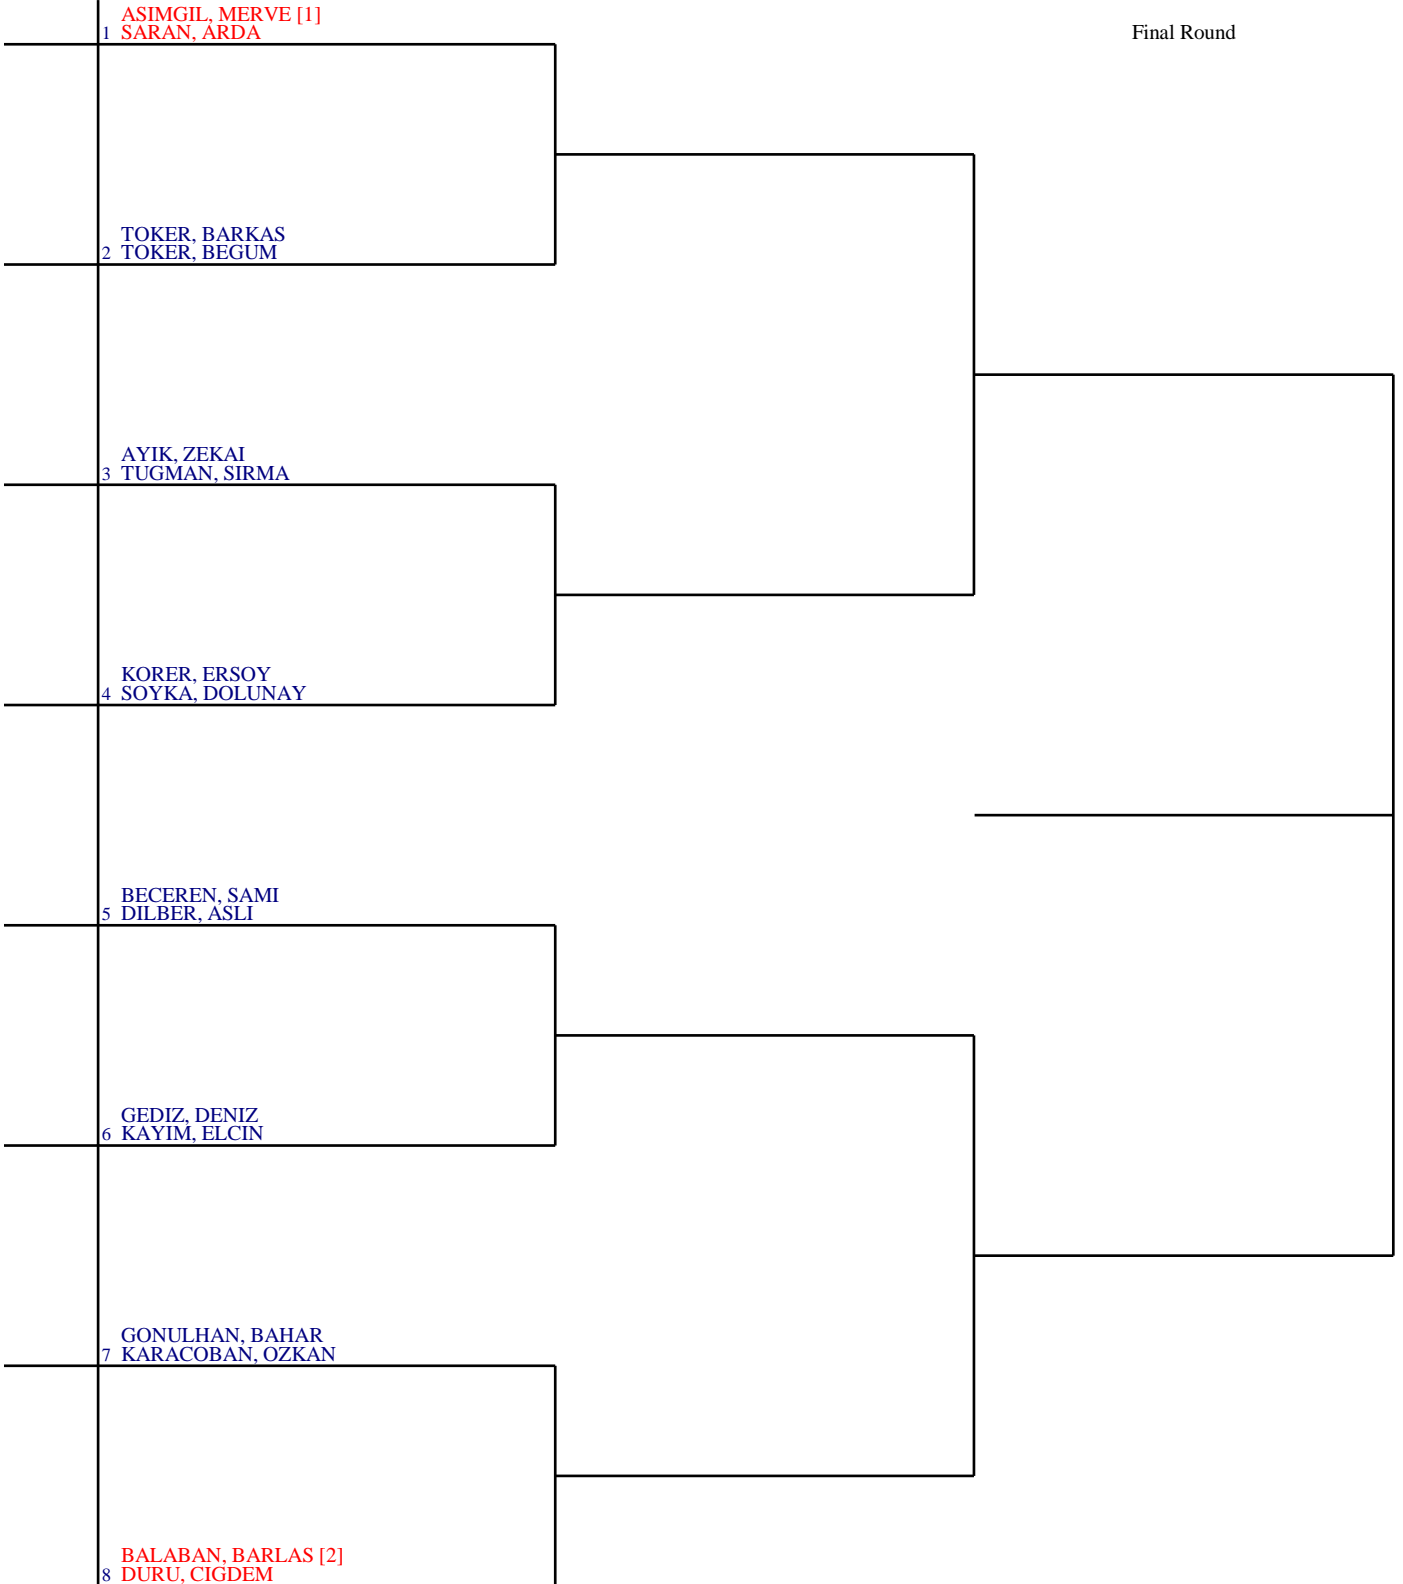 ASIMGIL, MERVE [1]
1 SARAN, ARDA
Final Round
TOKER, BARKAS
2 TOKER, BEGUM
AYIK, ZEKAI
3 TUGMAN, SIRMA
KORER, ERSOY
4 SOYKA, DOLUNAY
BECEREN, SAMI
5 DILBER, ASLI
GEDIZ, DENIZ
6 KAYIM, ELCIN
GONULHAN, BAHAR
7 KARACOBAN, OZKAN
BALABAN, BARLAS [2]
8 DURU, CIGDEM